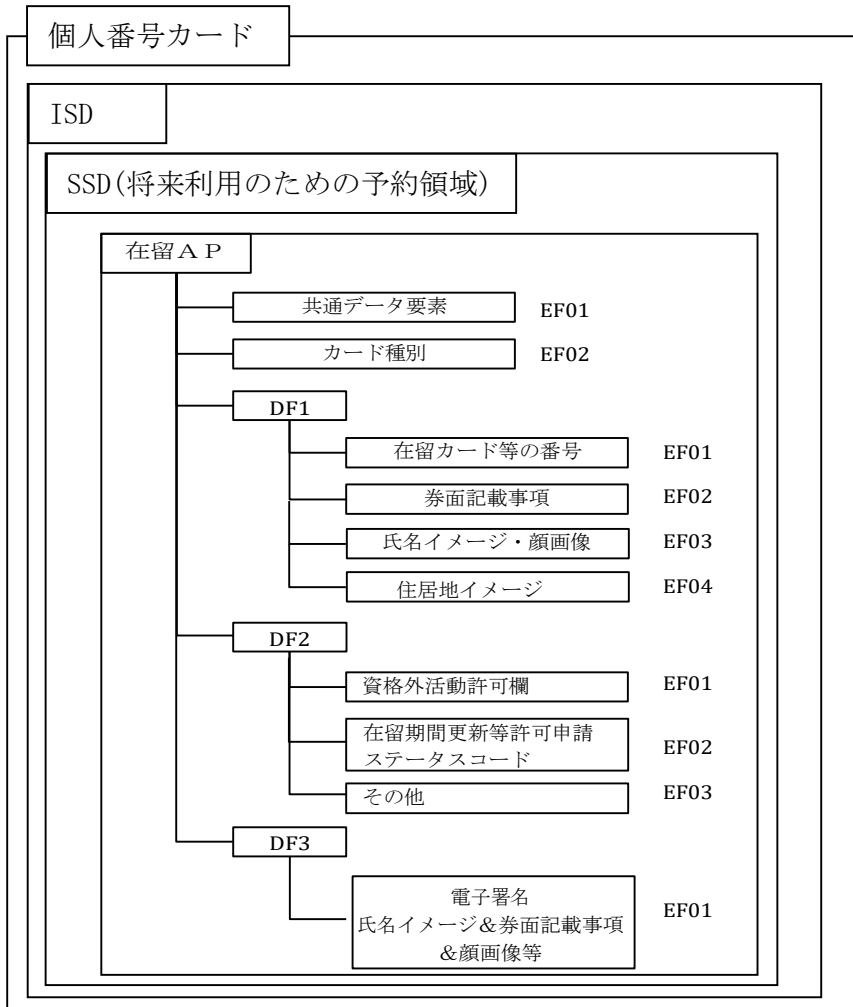 個人番号カード
ISD
SSD(将来利用のための予約領域)
在留ＡＰ
共通データ要素 EF01
カード種別 EF02
DF1
在留カード等の番号 EF01
券面記載事項 EF02
氏名イメージ・顔画像 EF03
住居地イメージ EF04
DF2
資格外活動許可欄 EF01
在留期間更新等許可申請
ステータスコード EF02
その他 EF03
DF3
電子署名
氏名イメージ＆券面記載事項 EF01
＆顔画像等